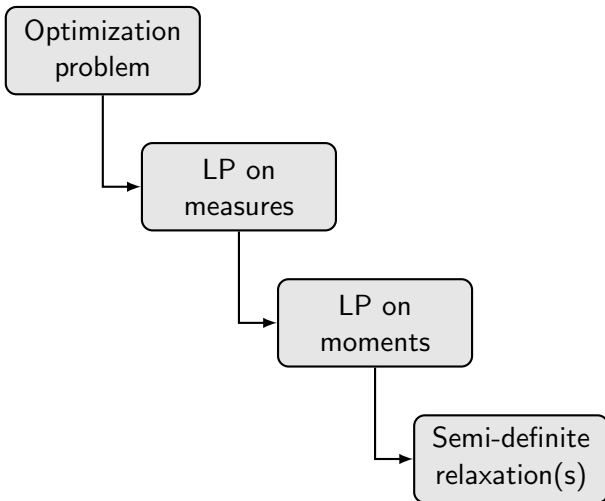 Optimization
problem
LP on
measures
LP on
moments
Semi-definite
relaxation(s)